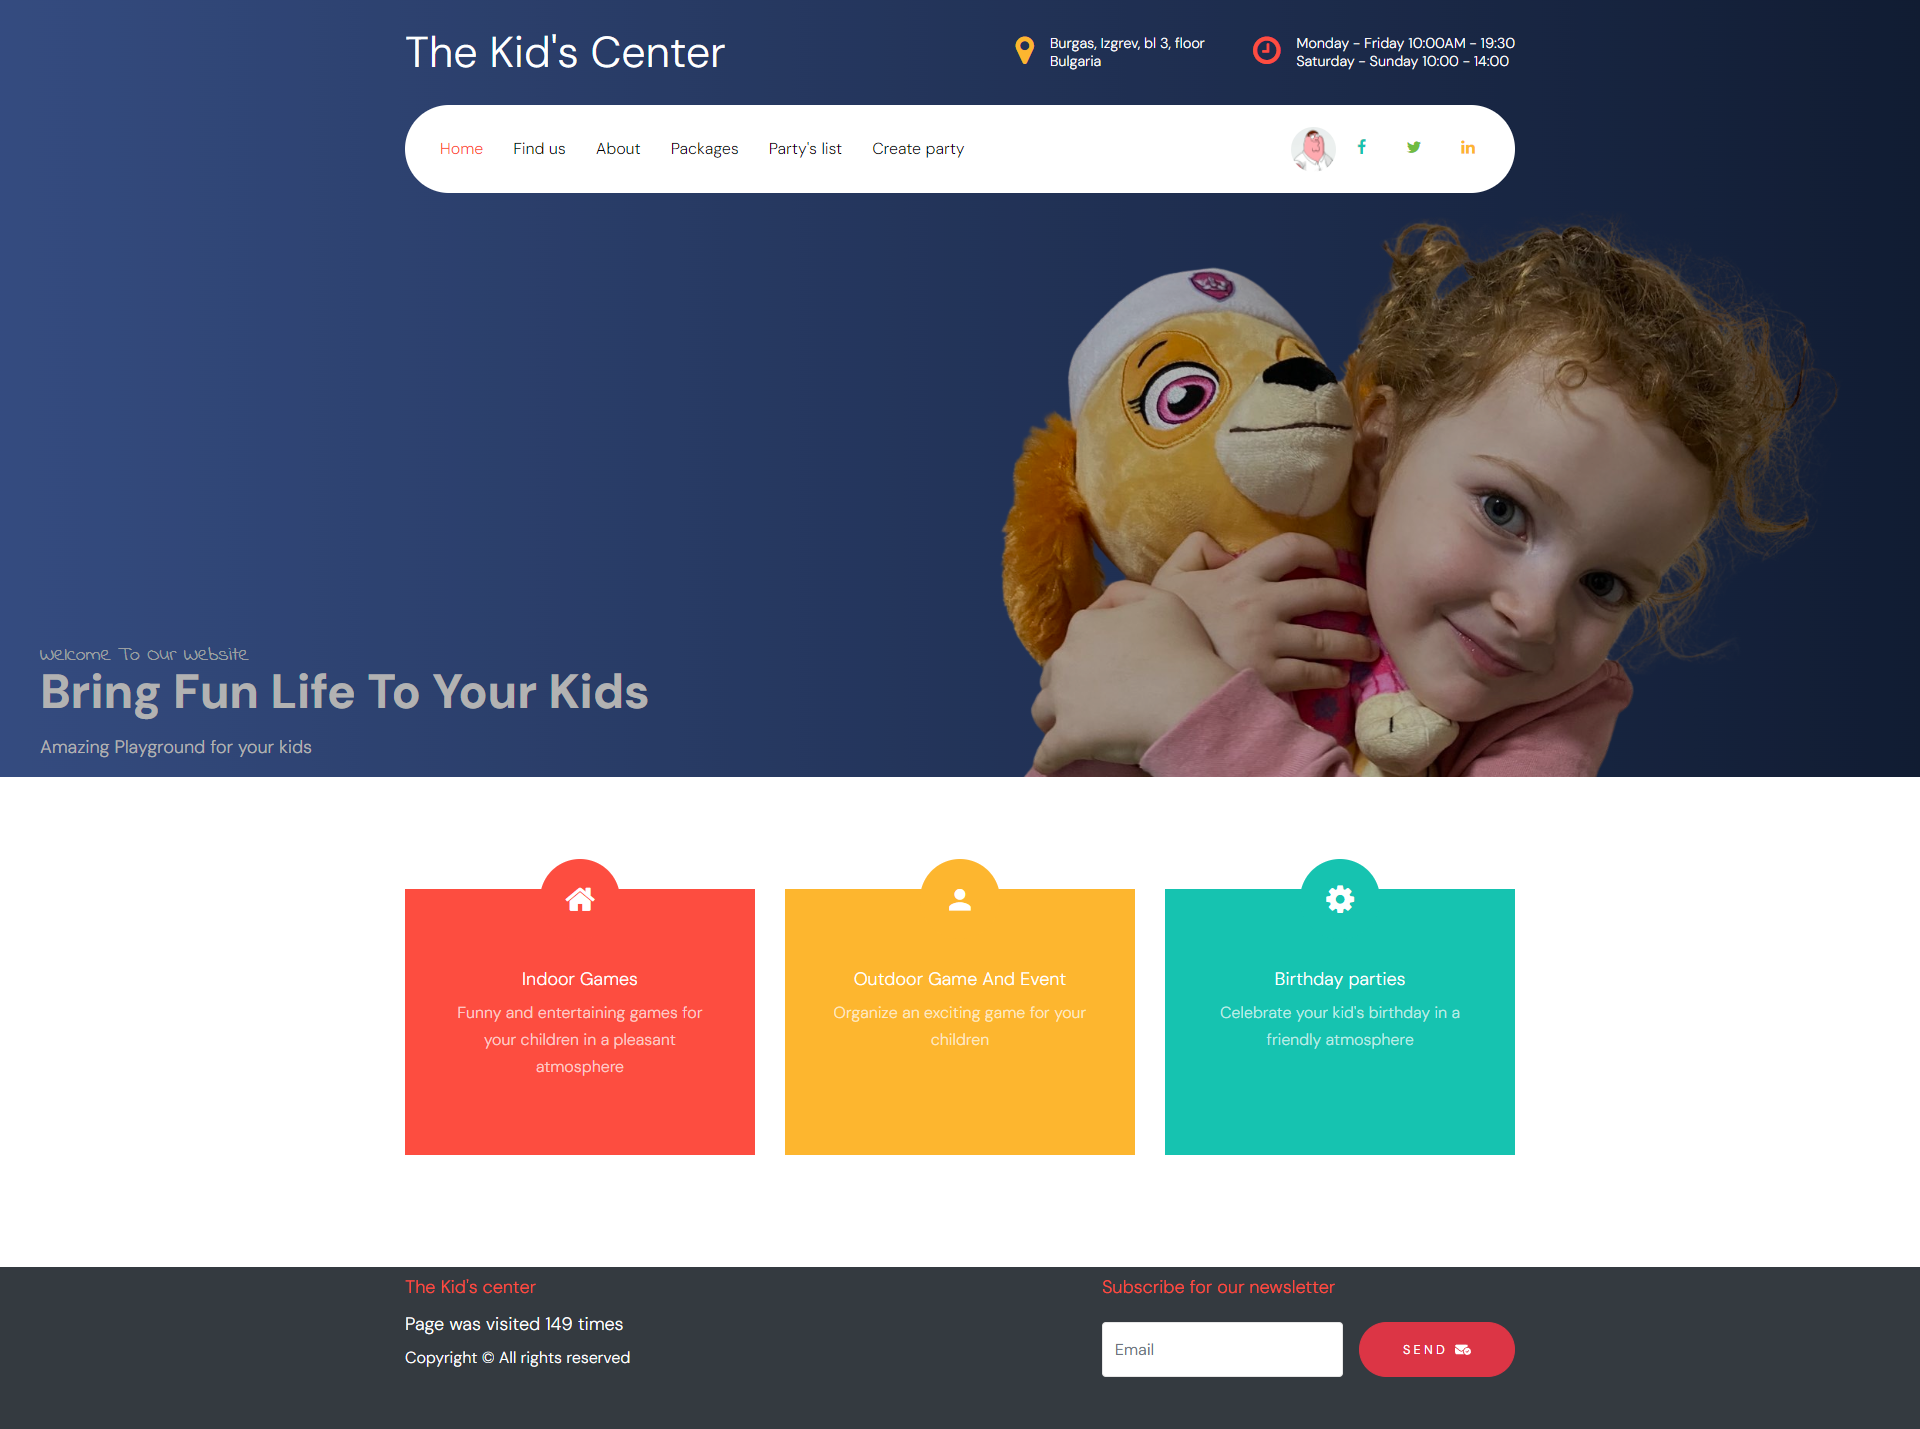 The Kid's Center
Burgas, Izgrev, bl 3, floor
Bulgaria
Monday - Friday 10:00AM - 19:30
Saturday - Sunday 10:00 - 14:00
Home
Find us
About
Packages
Party's list
Create party
Welcome To Our Website
Bring Fun Life To Your Kids
Amazing Playground for your kids
Indoor Games
Funny and entertaining games for
your children in a pleasant
atmosphere
Outdoor Game And Event
Organize an exciting game for your
children
Birthday parties
Celebrate your kid's birthday in a
friendly atmosphere
The Kid's center
Page was visited 149 times
Copyright © All rights reserved
Subscribe for our newsletter
Email
SEND